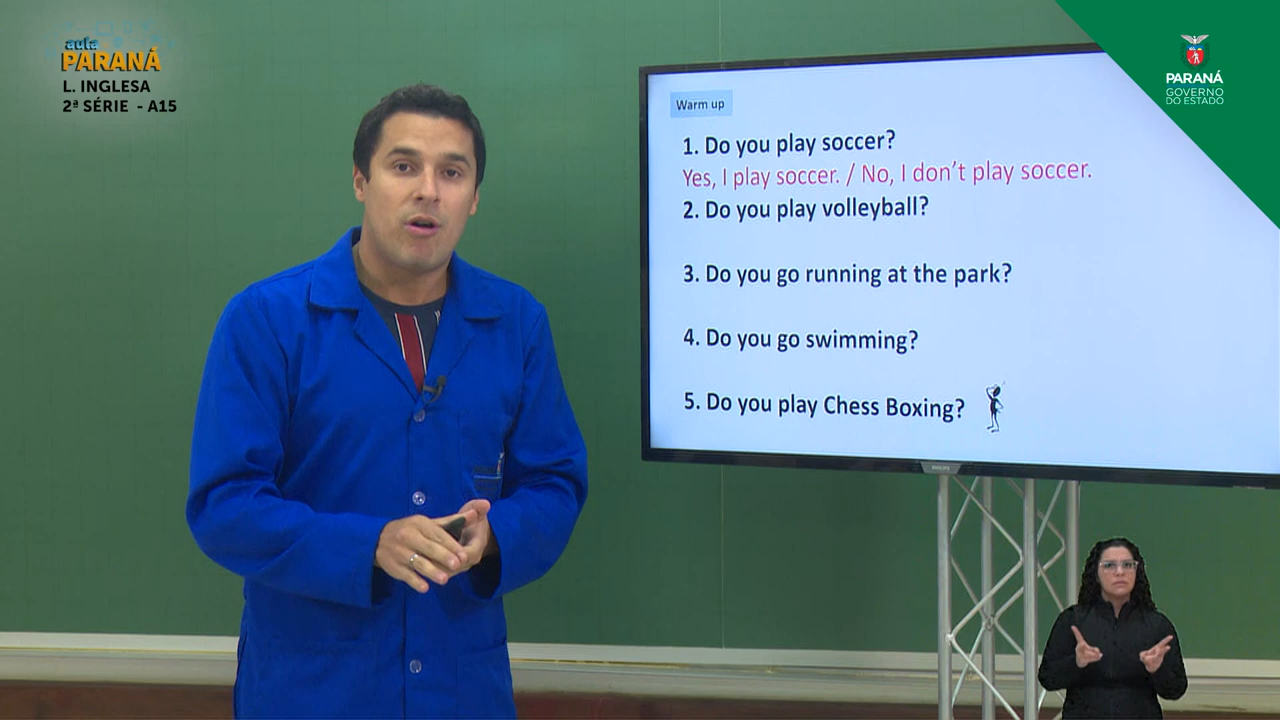 aula
PARANÁ
L. INGLESA
2ª SÉRIE - A15
PARANÁ
GOVERNO
DO ESTADO
Warm up
1. Do you play soccer?
Yes, I play soccer. / No, I don't play soccer.
2. Do you play volleyball?
3. Do you go running at the park?
4. Do you go swimming?
5. Do you play Chess Boxing?
PHILIPS